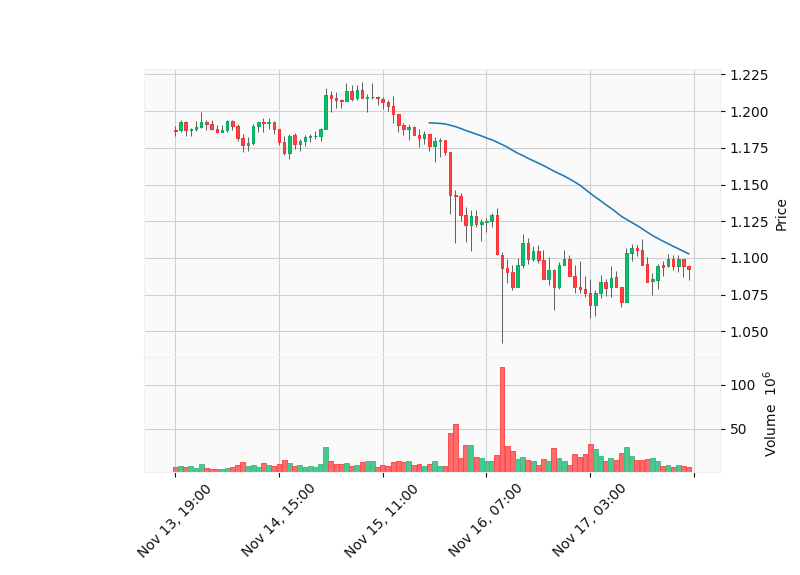 1.225
1.200
1.175
1.150
1.125
1.100
1.075
1.050
Price
100
50
Volume 10⁶
Nov 13, 19:00
Nov 14, 15:00
Nov 15, 11:00
Nov 16, 07:00
Nov 17, 03:00